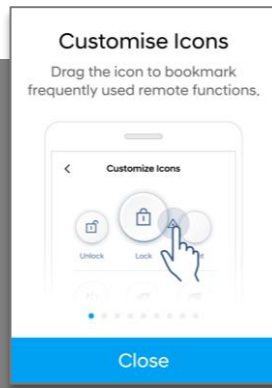 Customise Icons
Drag the icon to bookmark
frequently used remote functions.
Customize Icons
Unlock Lock
Close